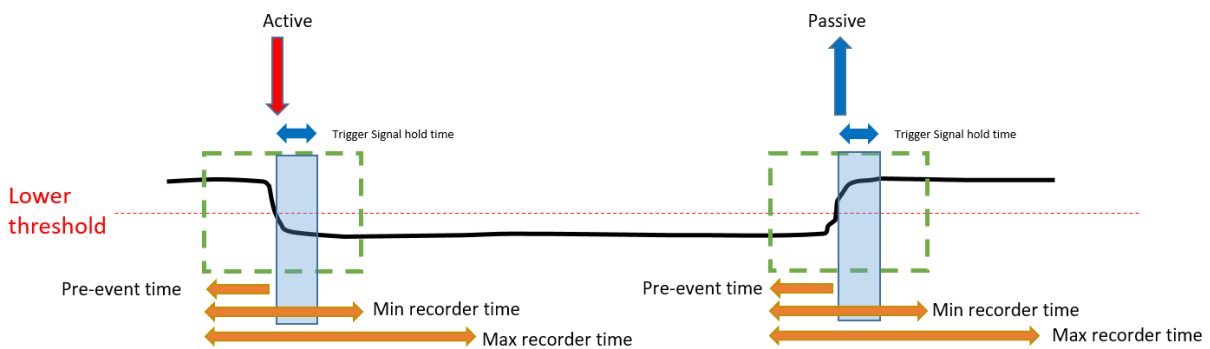 Active
Passive
Trigger Signal hold time
Trigger Signal hold time
Lower
threshold
Pre-event time
Pre-event time
Min recorder time
Min recorder time
Max recorder time
Max recorder time